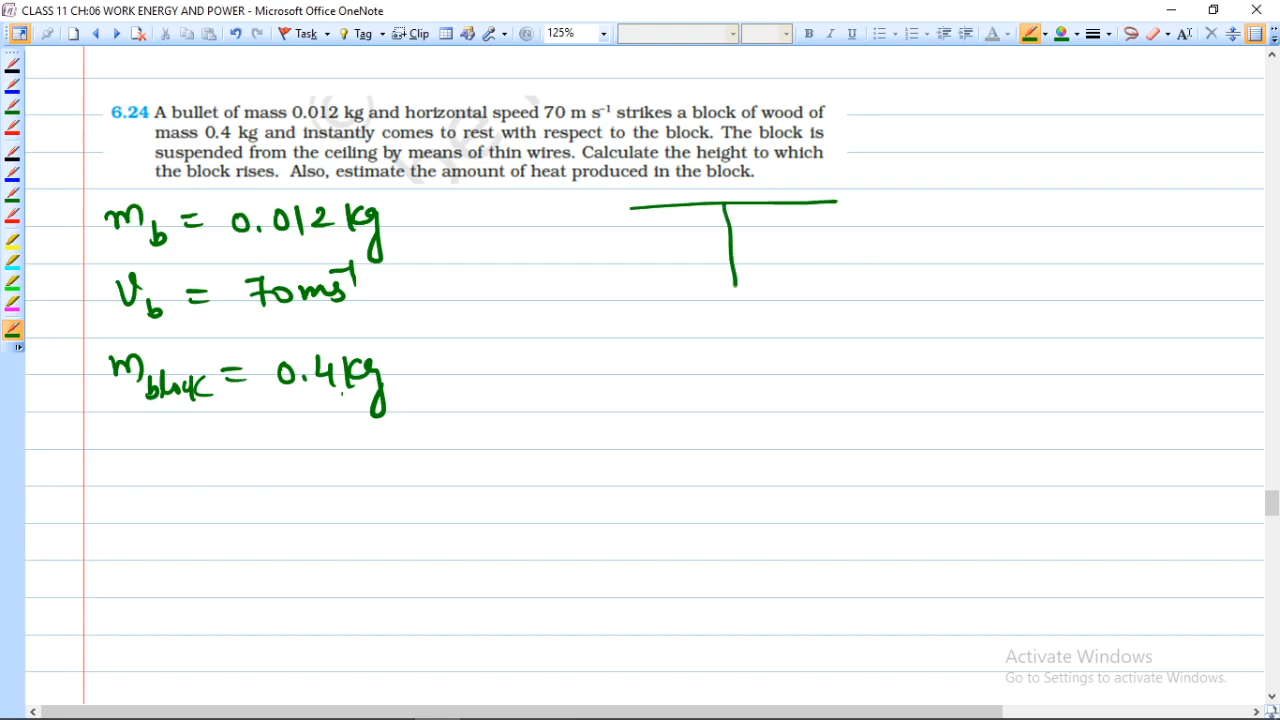 CLASS 11 CH:06 WORK ENERGY AND POWER - Microsoft Office OneNote
Task Tag Clip 125% B I U
6.24 A bullet of mass 0.012 kg and horizontal speed 70 m s⁻¹ strikes a block of wood of
mass 0.4 kg and instantly comes to rest with respect to the block. The block is
suspended from the ceiling by means of thin wires. Calculate the height to which
the block rises. Also, estimate the amount of heat produced in the block.
m_b = 0.012 kg
v_b = 70 ms⁻¹
m_block = 0.4 kg
Activate Windows
Go to Settings to activate Windows.